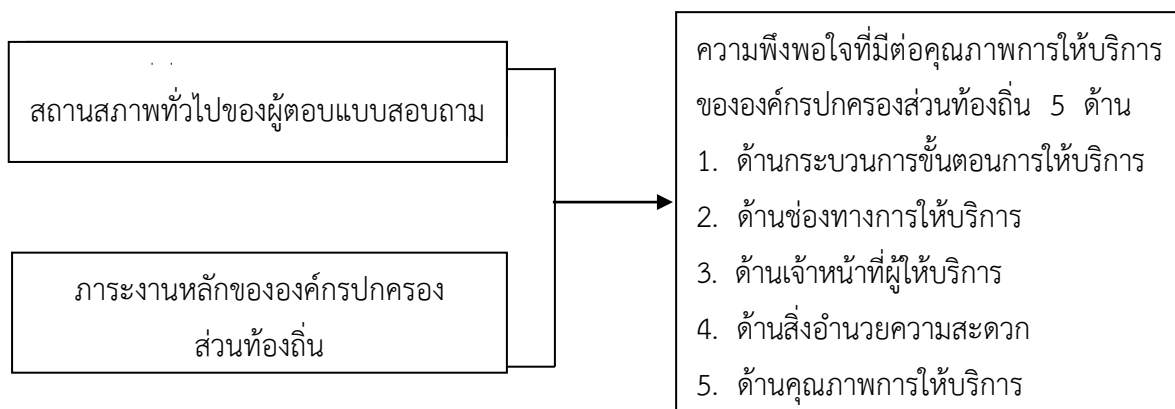 สถานสภาพทั่วไปของผู้ตอบแบบสอบถาม
ภาระงานหลักขององค์กรปกครอง
ส่วนท้องถิ่น
ความพึงพอใจที่มีต่อคุณภาพการให้บริการ
ขององค์กรปกครองส่วนท้องถิ่น 5 ด้าน
1. ด้านกระบวนการขั้นตอนการให้บริการ
2. ด้านช่องทางการให้บริการ
3. ด้านเจ้าหน้าที่ผู้ให้บริการ
4. ด้านสิ่งอำนวยความสะดวก
5. ด้านคุณภาพการให้บริการ